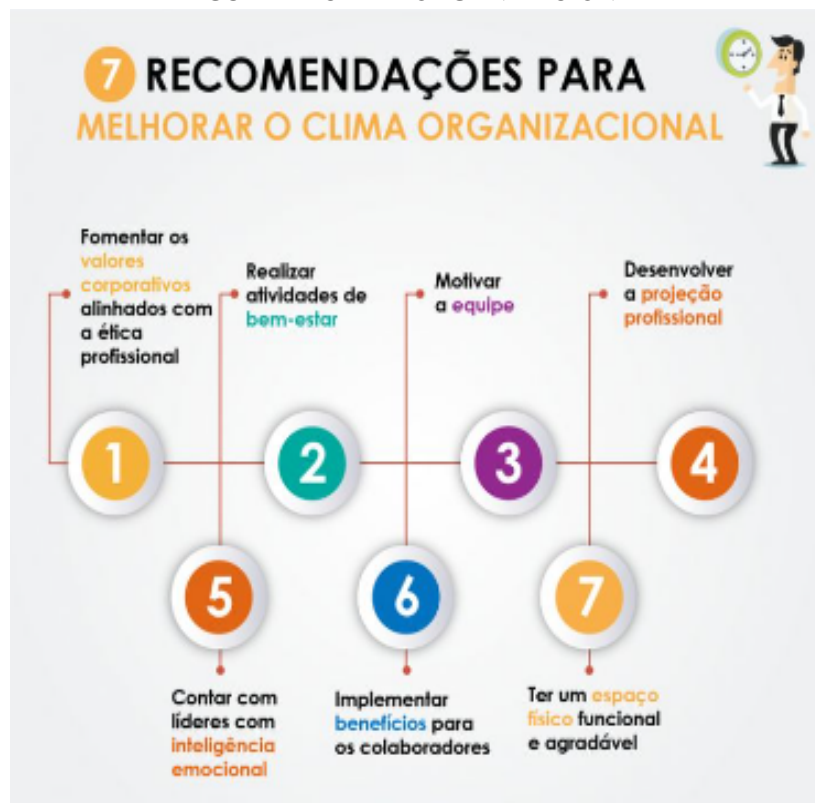 7 RECOMENDAÇÕES PARA
MELHORAR O CLIMA ORGANIZACIONAL
Fomentar os
valores
corporativos
alinhados com
a ética
profissional
Realizar
atividades de
bem-estar
Motivar
a equipe
Desenvolver
a projeção
profissional
1
2
3
4
5
6
7
Contar com
líderes com
inteligência
emocional
Implementar
benefícios para
os colaboradores
Ter um espaço
físico funcional
e agradável